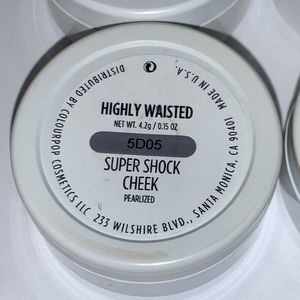 HIGHLY WAISTED
NET WT. 4.2g / 0.15 OZ
5D05
SUPER SHOCK
CHEEK
PEARLIZED
DISTRIBUTED BY COLOURPOP COSMETICS LLC 233 WILSHIRE BLVD., SANTA MONICA, CA 90401 MADE IN U.S.A.